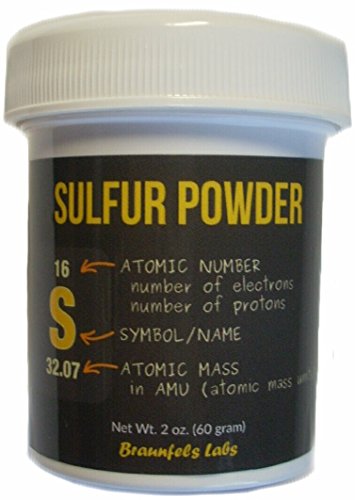 SULFUR POWDER
16 ATOMIC NUMBER
number of electrons
number of protons
S SYMBOL/NAME
32.07 ATOMIC MASS
in AMU (atomic mass
Net Wt. 2 oz. (60 gram)
Braunfels Labs